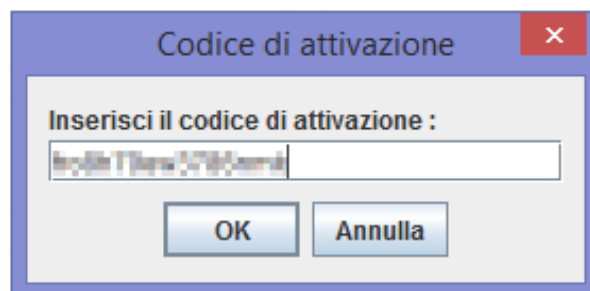 Codice di attivazione
Inserisci il codice di attivazione :
OK
Annulla